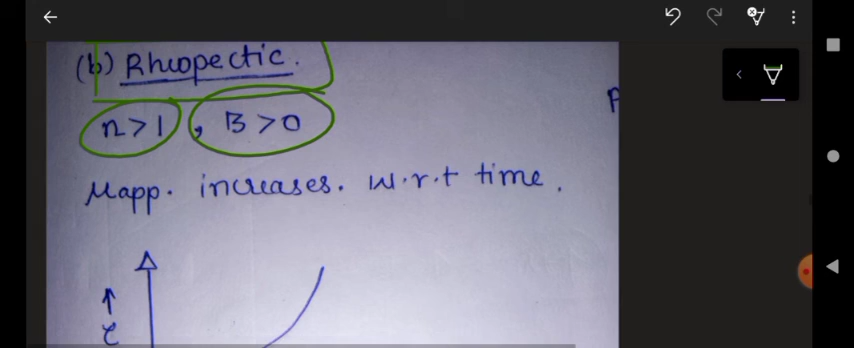 (b) Rheopectic.
n>1 , B>0
μapp. increases. w.r.t time.
τ